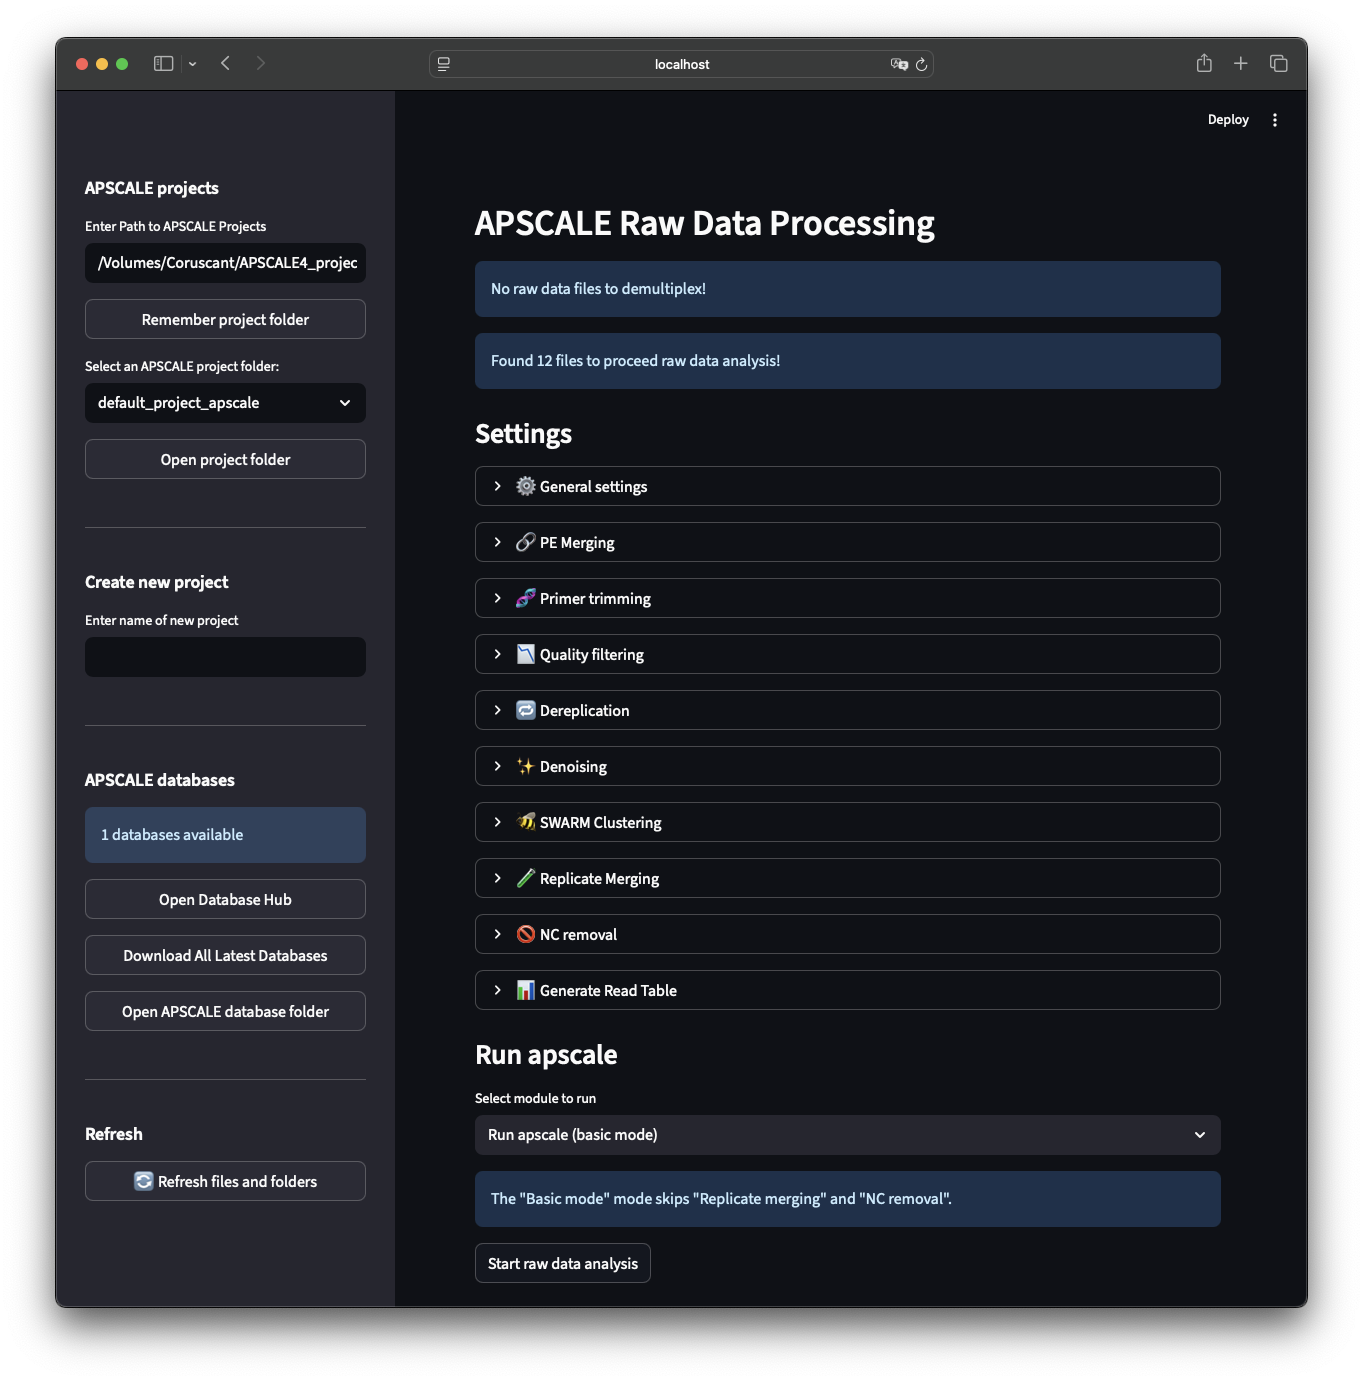 localhost
Deploy
APSCALE projects
Enter Path to APSCALE Projects
/Volumes/Coruscant/APSCALE4_projec
Remember project folder
Select an APSCALE project folder:
default_project_apscale
Open project folder
Create new project
Enter name of new project
APSCALE databases
1 databases available
Open Database Hub
Download All Latest Databases
Open APSCALE database folder
Refresh
Refresh files and folders
APSCALE Raw Data Processing
No raw data files to demultiplex!
Found 12 files to proceed raw data analysis!
Settings
General settings
PE Merging
Primer trimming
Quality filtering
Dereplication
Denoising
SWARM Clustering
Replicate Merging
NC removal
Generate Read Table
Run apscale
Select module to run
Run apscale (basic mode)
The "Basic mode" mode skips "Replicate merging" and "NC removal".
Start raw data analysis